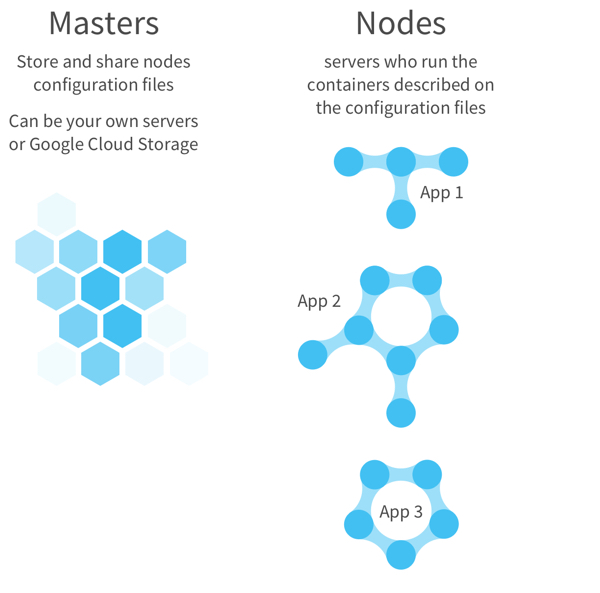 Masters
Store and share nodes
configuration files
Can be your own servers
or Google Cloud Storage
Nodes
servers who run the
containers described on
the configuration files
App 1
App 2
App 3